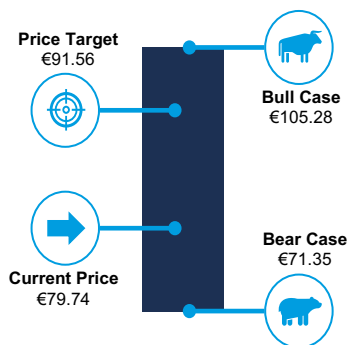 Price Target
€91.56
Bull Case
€105.28
Current Price
€79.74
Bear Case
€71.35